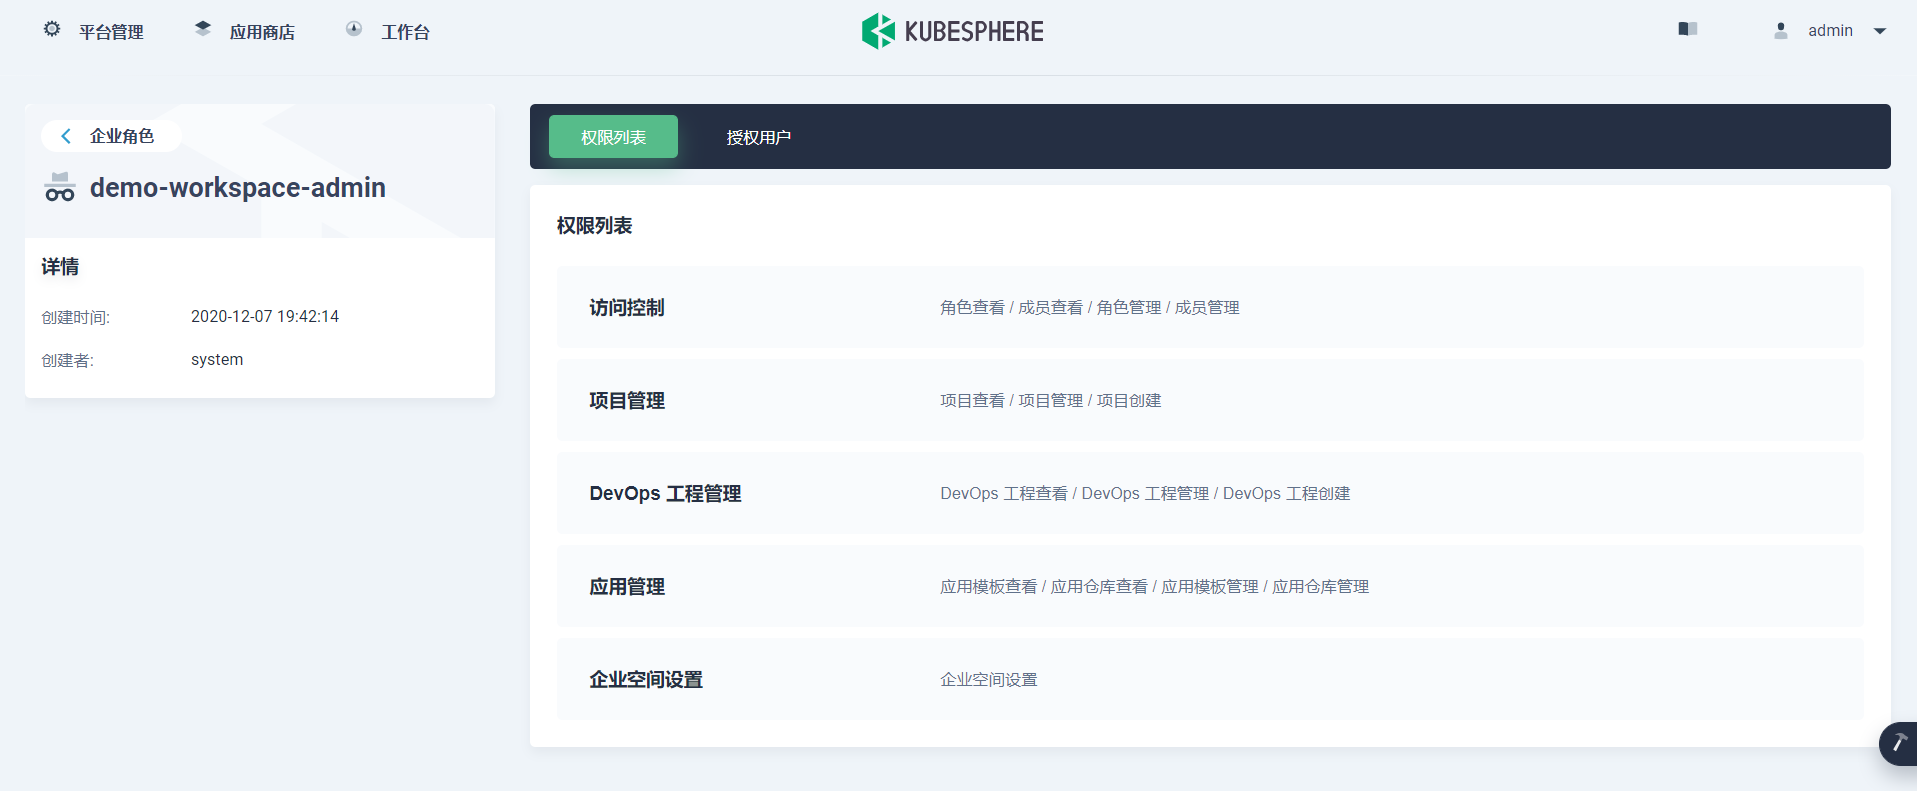 平台管理 应用商店 工作台 KUBESPHERE admin
企业角色
demo-workspace-admin
详情
创建时间: 2020-12-07 19:42:14
创建者: system
权限列表 授权用户
权限列表
访问控制 角色查看 / 成员查看 / 角色管理 / 成员管理
项目管理 项目查看 / 项目管理 / 项目创建
DevOps 工程管理 DevOps 工程查看 / DevOps 工程管理 / DevOps 工程创建
应用管理 应用模板查看 / 应用仓库查看 / 应用模板管理 / 应用仓库管理
企业空间设置 企业空间设置